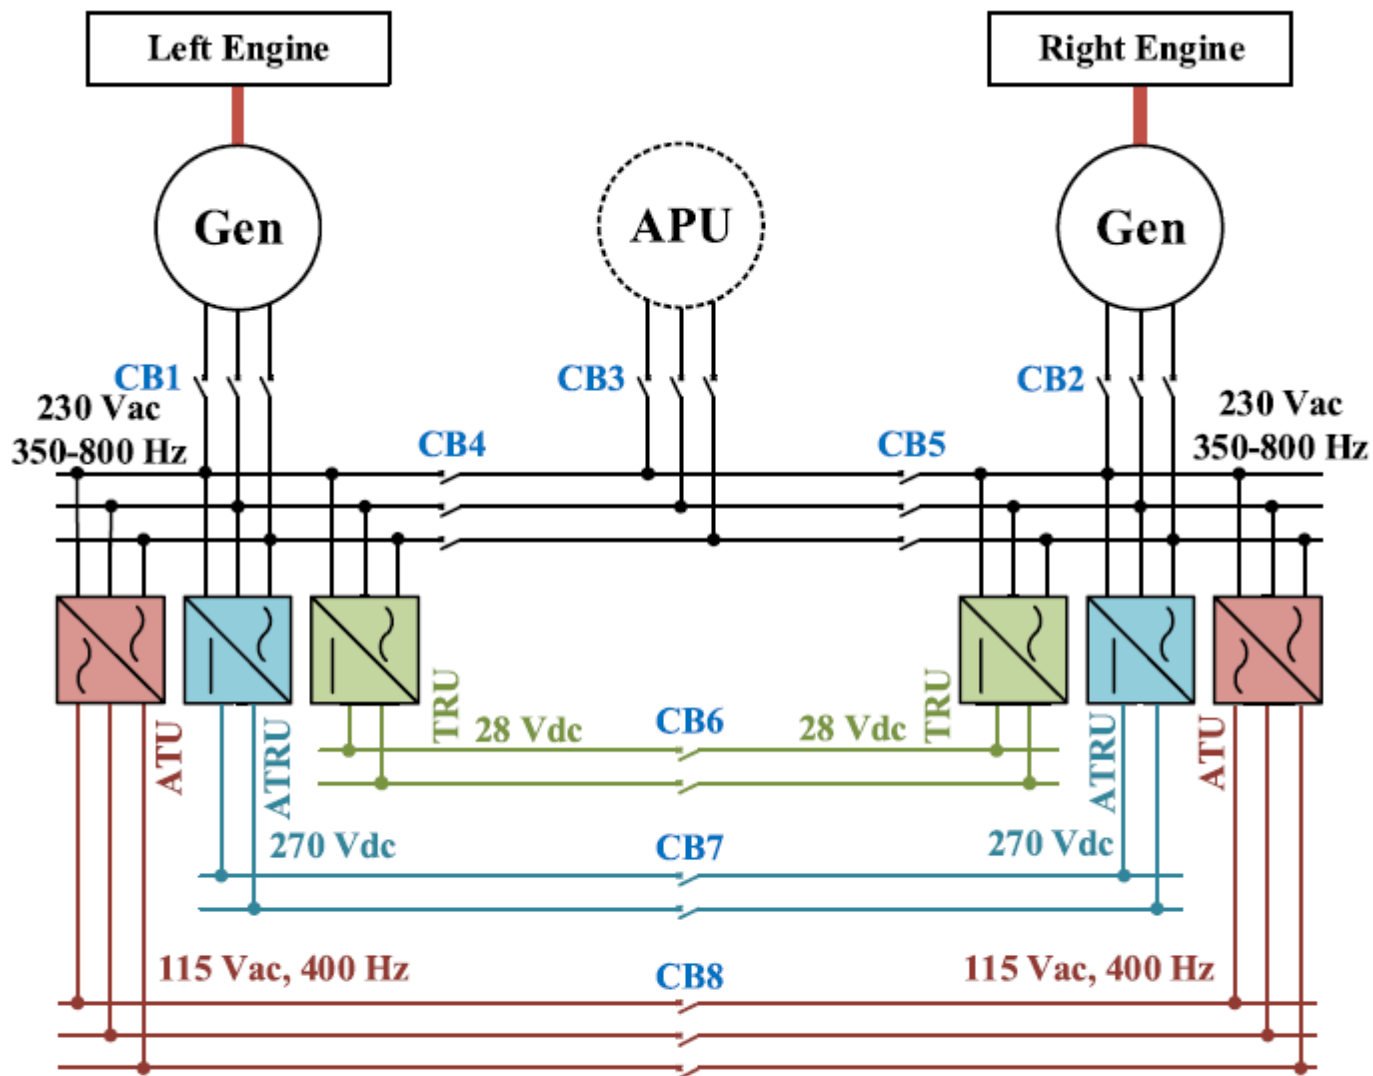 Left Engine
Right Engine
Gen
APU
Gen
CB1
CB3
CB2
230 Vac
350-800 Hz
230 Vac
350-800 Hz
CB4
CB5
ATU
ATRU
TRU
28 Vdc
CB6
28 Vdc
TRU
ATRU
ATU
270 Vdc
CB7
270 Vdc
115 Vac, 400 Hz
CB8
115 Vac, 400 Hz